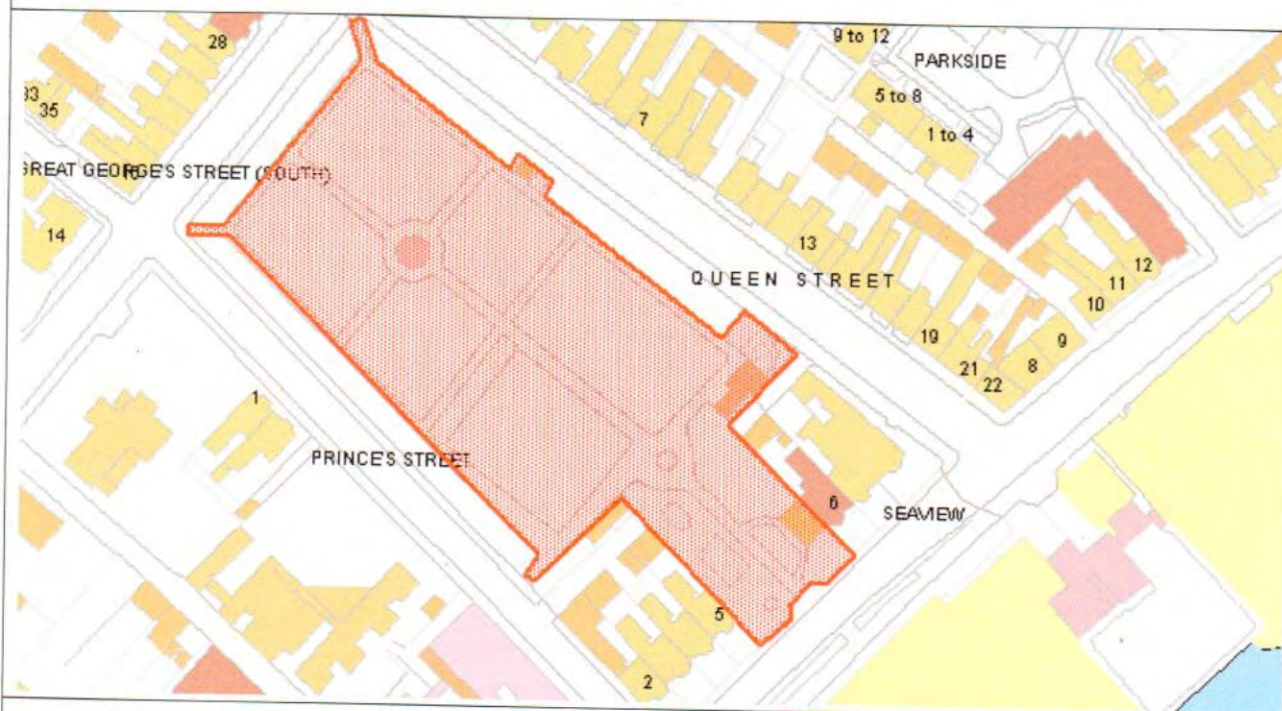 9 to 12
28
PARKSIDE
33
35
5 to 8
7
1 to 4
GREAT GEORGE'S STREET (SOUTH)
14
13
QUEEN STREET
12
11
10
19
9
21
8
22
1
PRINCE'S STREET
6
SEAVIEW
5
2